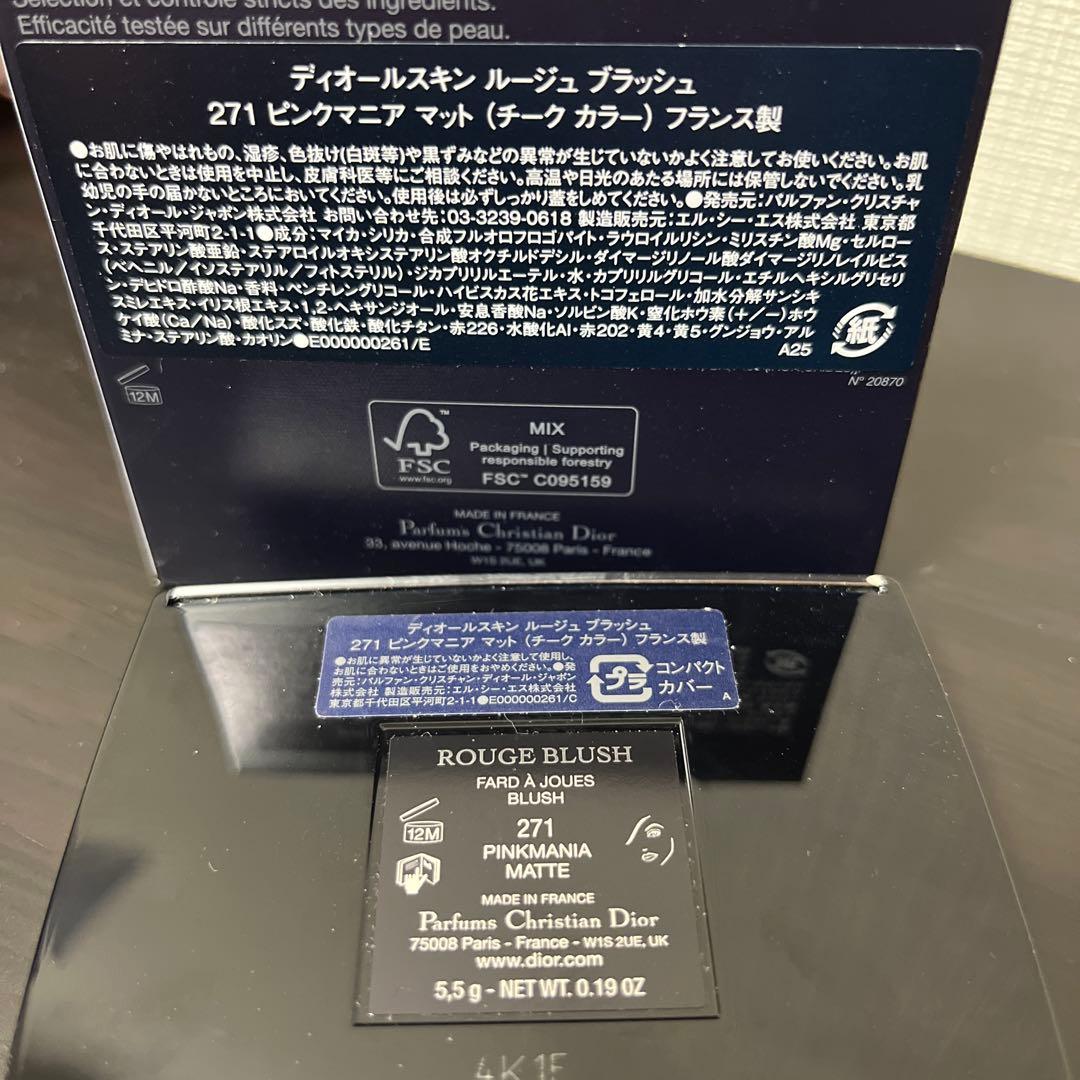 Sélection et contrôle stricts des ingrédients.
Efficacité testée sur différents types de peau.
ディオールスキン ルージュ ブラッシュ
271 ピンクマニア マット (チーク カラー) フランス製
●お肌に傷やはれもの、湿疹、色抜け(白斑等)や黒ずみなどの異常が生じていないかよく注意してお使いください。お肌
に合わないときは使用を中止し、皮膚科医等にご相談ください。高温や日光のあたる場所には保管しないでください。乳
幼児の手の届かないところにおいてください。使用後は必ずしっかり蓋をしめてください。●発売元:パルファン・クリスチャ
ン・ディオール・ジャポン株式会社 お問い合わせ先:03-3239-0618 製造販売元:エル・シー・エス株式会社 東京都
千代田区平河町2-1-1●成分:マイカ・シリカ・合成フルオロフロゴパイト・ラウロイルリシン・ミリスチン酸Mg・セルロー
ス・ステアリン酸亜鉛・ステアロイルオキシステアリン酸オクチルドデシル・ダイマージリノール酸ダイマージリノレイルビス
(ベヘニル/イソステアリル/フィトステリル)・ジカプリリルエーテル・水・カプリリルグリコール・エチルヘキシルグリセリ
ン・デヒドロ酢酸Na・香料・ペンチレングリコール・ハイビスカス花エキス・トコフェロール・加水分解サンシキ
スミレエキス・イリス根エキス・1,2-ヘキサンジオール・安息香酸Na・ソルビン酸K・窒化ホウ素(+/−)ホウ
ケイ酸(Ca/Na)・酸化スズ・酸化鉄・酸化チタン・赤226・水酸化Al・赤202・黄4・黄5・グンジョウ・アル
ミナ・ステアリン酸・カオリン●E000000261/E
A25
紙
N° 20870
12M
FSC™
www.fsc.org
MIX
Packaging | Supporting
responsible forestry
FSC™ C095159
MADE IN FRANCE
Parfums Christian Dior
33, avenue Hoche - 75008 Paris - France
W1S 2UE, UK
ディオールスキン ルージュ ブラッシュ
271 ピンクマニア マット (チーク カラー) フランス製
●お肌に異常が生じていないかよく注意して使用し、
お肌に合わないときはご使用をおやめください。●発
売元:パルファン・クリスチャン・ディオール・ジャポン
株式会社 製造販売元:エル・シー・エス株式会社
東京都千代田区平河町2-1-1●E000000261/C
プラ
コンパクト
カバー
A
ROUGE BLUSH
FARD À JOUES
BLUSH
12M
271
PINKMANIA
MATTE
MADE IN FRANCE
Parfums Christian Dior
75008 Paris - France - W1S 2UE, UK
www.dior.com
5,5 g - NET WT. 0.19 OZ